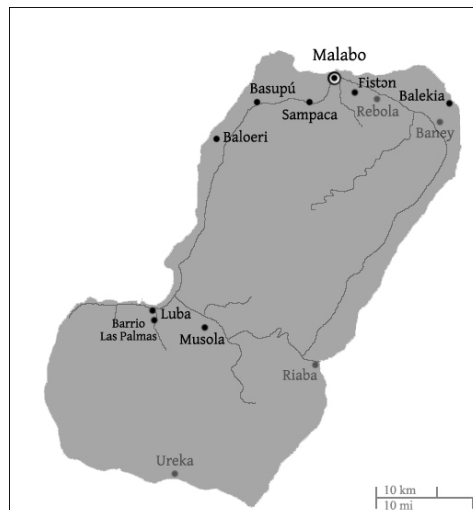 Malabo
Basupú
Fistən
Balekia
Sampaca
Rebola
Baney
Baloeri
Luba
Barrio
Las Palmas
Musola
Riaba
Ureka
10 km
10 mi